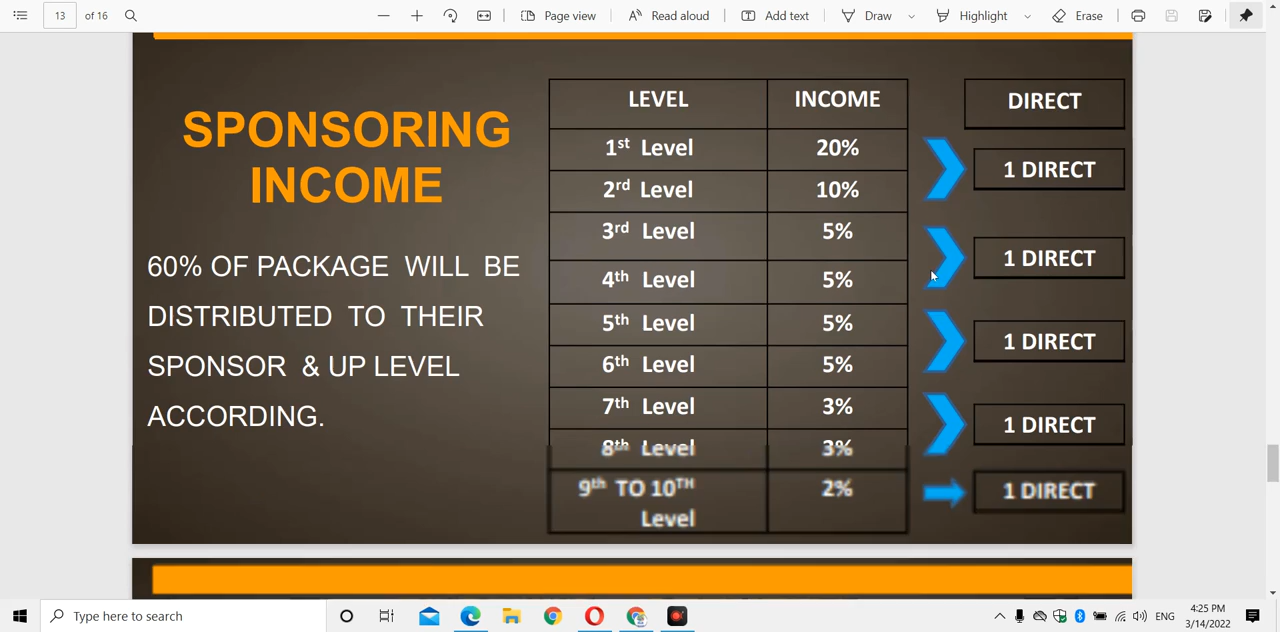 13 of 16
Page view
Read aloud
Add text
Draw
Highlight
Erase
SPONSORING
INCOME
60% OF PACKAGE WILL BE
DISTRIBUTED TO THEIR
SPONSOR & UP LEVEL
ACCORDING.
LEVEL INCOME DIRECT
1st Level 20%
1 DIRECT
2rd Level 10%
3rd Level 5%
1 DIRECT
4th Level 5%
5th Level 5%
1 DIRECT
6th Level 5%
7th Level 3%
1 DIRECT
8th Level 3%
9th TO 10TH 2% 1 DIRECT
Level
Type here to search
ENG
4:25 PM
3/14/2022